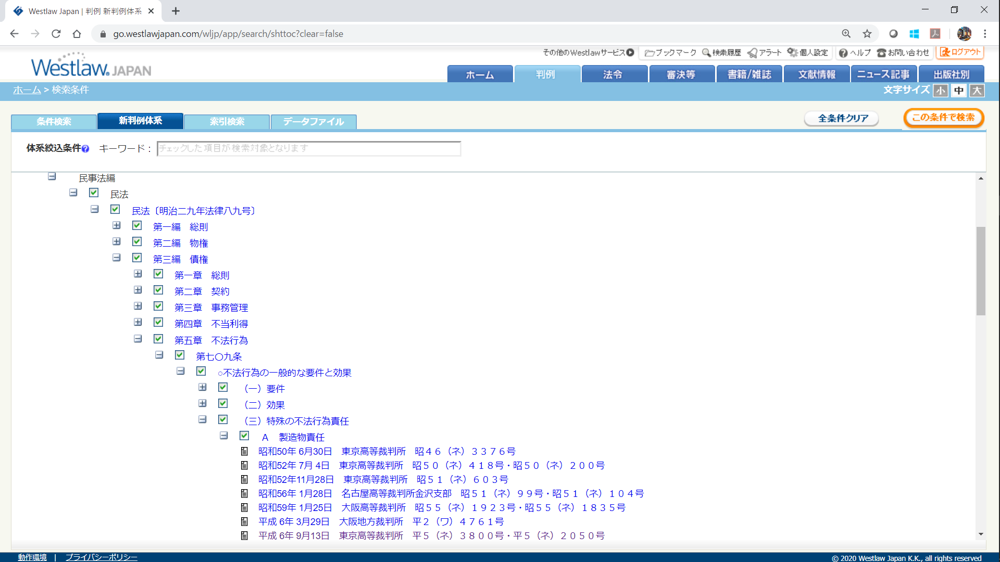 Westlaw Japan | 判例 新判例体系
go.westlawjapan.com/wljp/app/search/shttoc?clear=false
その他のWestlawサービス ブックマーク 検索履歴 アラート 個人設定 ヘルプ お問い合わせ ログアウト
Westlaw. JAPAN
ホーム 判例 法令 審決等 書籍/雑誌 文献情報 ニュース記事 出版社別
ホーム > 検索条件 文字サイズ 小 中 大
条件検索 新判例体系 索引検索 データファイル 全条件クリア この条件で検索
体系絞込条件 キーワード： チェックした項目が検索対象となります
民事法編
民法
民法〔明治二九年法律八九号〕
第一編　総則
第二編　物権
第三編　債権
第一章　総則
第二章　契約
第三章　事務管理
第四章　不当利得
第五章　不法行為
第七〇九条
○不法行為の一般的な要件と効果
（一）要件
（二）効果
（三）特殊の不法行為責任
Ａ　製造物責任
昭和50年 6月30日　東京高等裁判所　昭４６（ネ）３３７６号
昭和52年 7月 4日　東京高等裁判所　昭５０（ネ）４１８号・昭５０（ネ）２００号
昭和52年11月28日　東京高等裁判所　昭５１（ネ）６０３号
昭和56年 1月28日　名古屋高等裁判所金沢支部　昭５１（ネ）９９号・昭５１（ネ）１０４号
昭和59年 1月25日　大阪高等裁判所　昭５５（ネ）１９２３号・昭５５（ネ）１８３５号
平成 6年 3月29日　大阪地方裁判所　平２（ワ）４７６１号
平成 6年 9月13日　東京高等裁判所　平５（ネ）３８００号・平５（ネ）２０５０号
動作環境 | プライバシーポリシー © 2020 Westlaw Japan K.K., all rights reserved